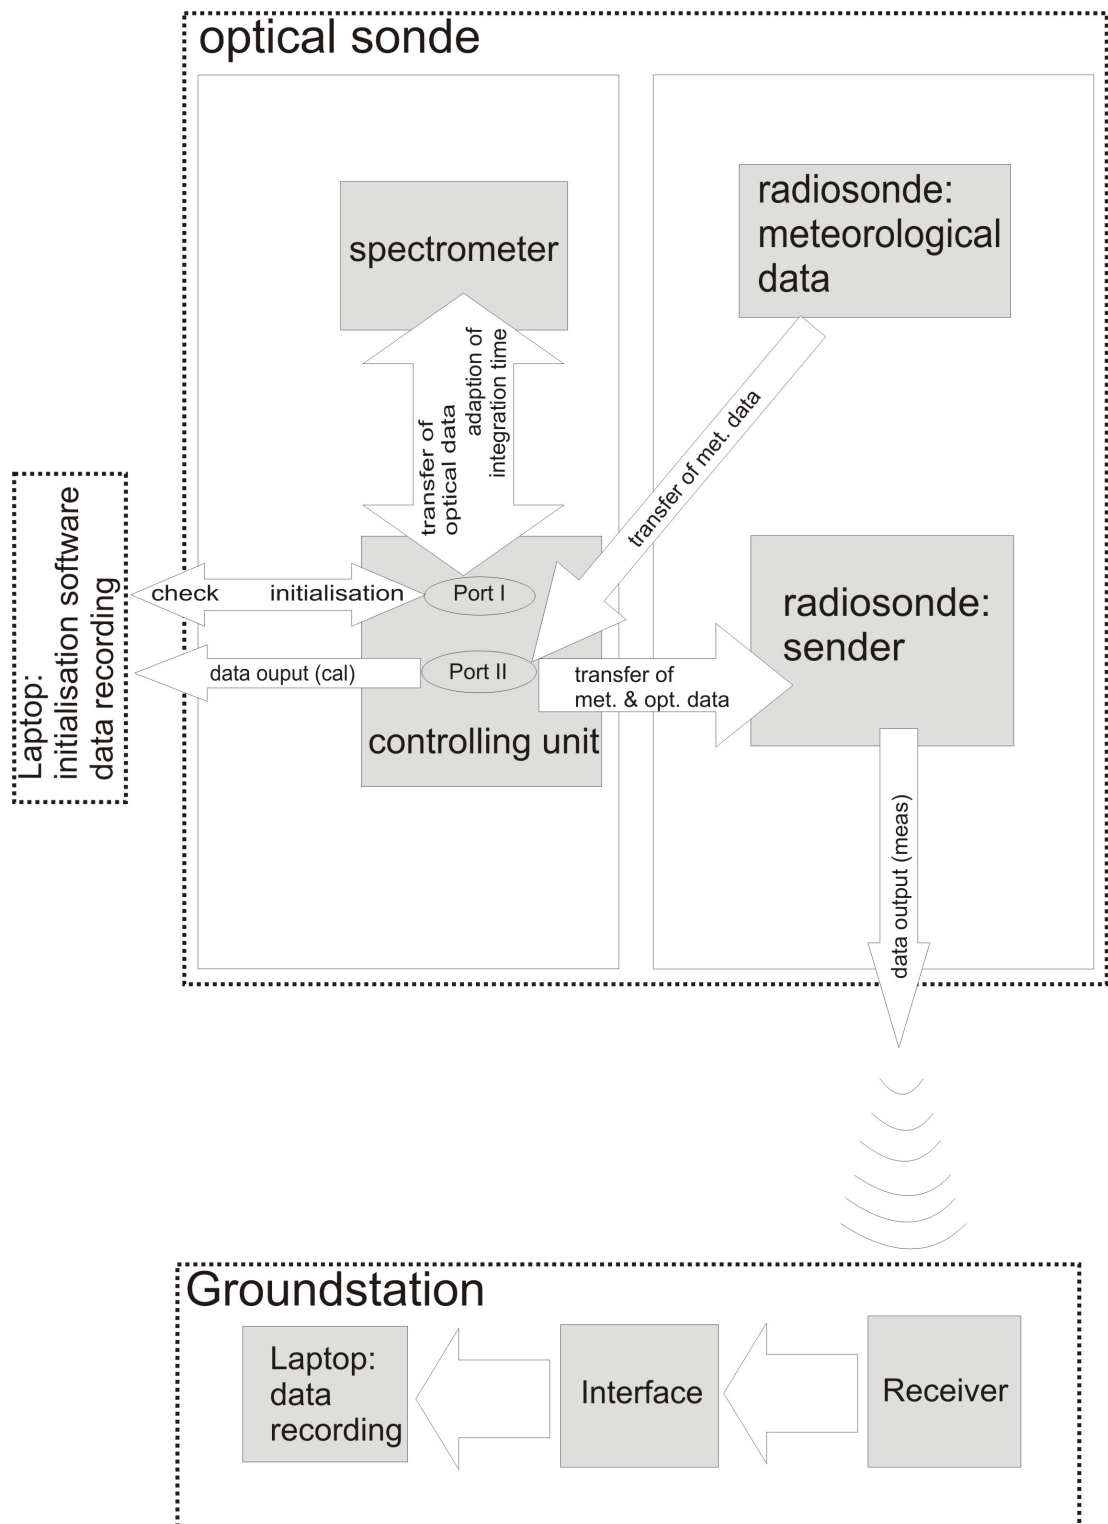 optical sonde
spectrometer
radiosonde:
meteorological
data
transfer of
optical data
adaption of
integration time
transfer of met. data
Laptop:
initialisation software
data recording
check
initialisation
Port I
data ouput (cal)
Port II
controlling unit
transfer of
met. & opt. data
radiosonde:
sender
data output (meas)
Groundstation
Laptop:
data
recording
Interface
Receiver